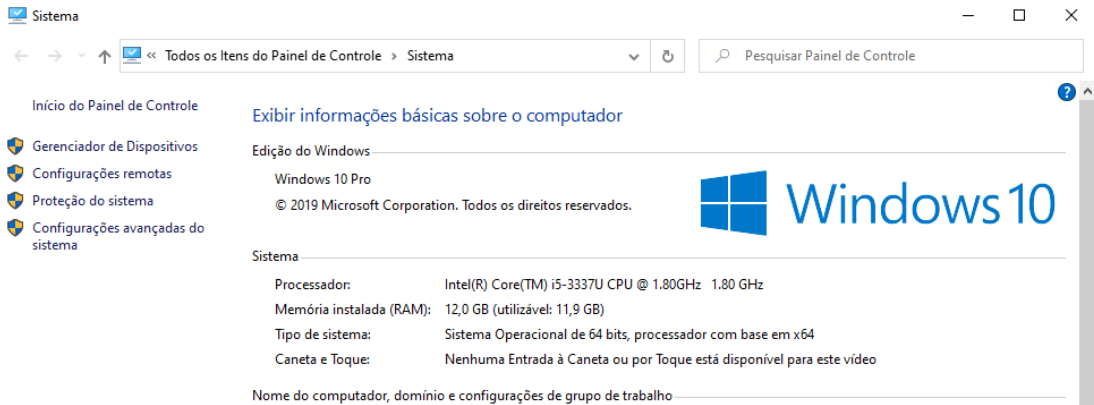 Sistema
« Todos os Itens do Painel de Controle > Sistema
Pesquisar Painel de Controle
Início do Painel de Controle
Gerenciador de Dispositivos
Configurações remotas
Proteção do sistema
Configurações avançadas do
sistema
?
Exibir informações básicas sobre o computador
Edição do Windows
Windows 10 Pro
© 2019 Microsoft Corporation. Todos os direitos reservados.
Windows 10
Sistema
Processador: Intel(R) Core(TM) i5-3337U CPU @ 1.80GHz 1.80 GHz
Memória instalada (RAM): 12,0 GB (utilizável: 11,9 GB)
Tipo de sistema: Sistema Operacional de 64 bits, processador com base em x64
Caneta e Toque: Nenhuma Entrada à Caneta ou por Toque está disponível para este vídeo
Nome do computador, domínio e configurações de grupo de trabalho